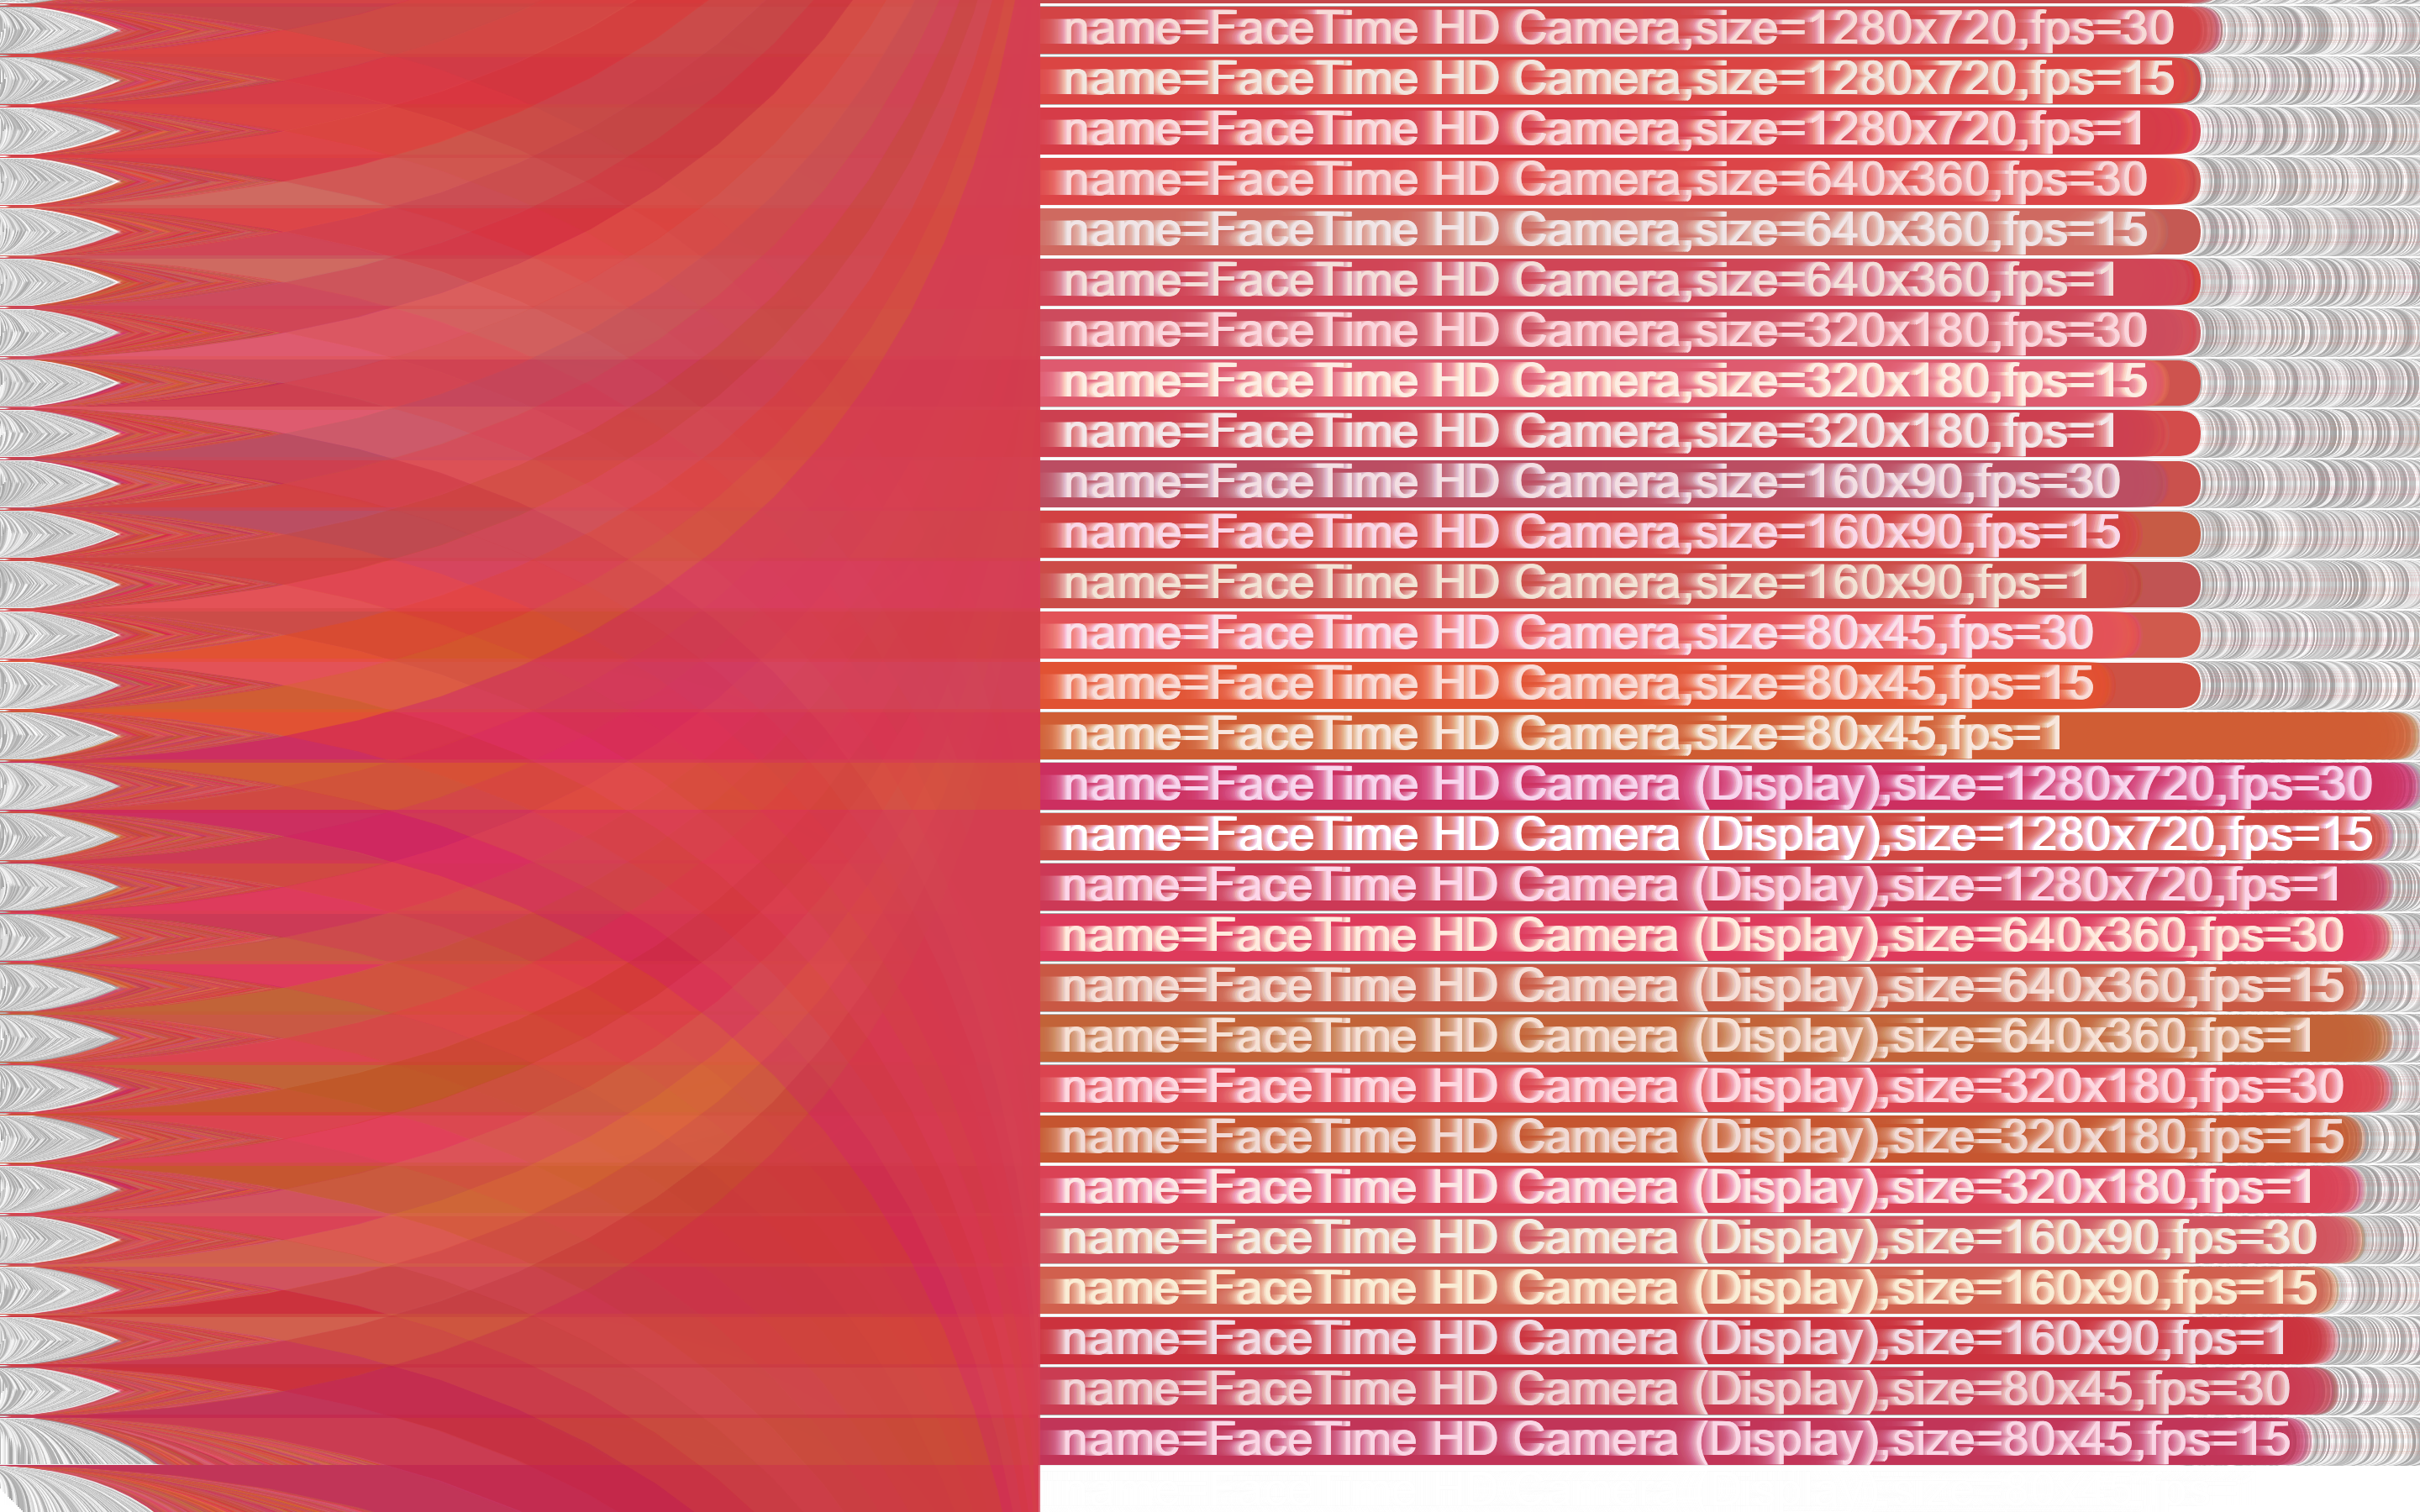 name=FaceTime HD Camera,size=1280x720,fps=30
name=FaceTime HD Camera,size=1280x720,fps=15
name=FaceTime HD Camera,size=1280x720,fps=1
name=FaceTime HD Camera,size=640x360,fps=30
name=FaceTime HD Camera,size=640x360,fps=15
name=FaceTime HD Camera,size=640x360,fps=1
name=FaceTime HD Camera,size=320x180,fps=30
name=FaceTime HD Camera,size=320x180,fps=15
name=FaceTime HD Camera,size=320x180,fps=1
name=FaceTime HD Camera,size=160x90,fps=30
name=FaceTime HD Camera,size=160x90,fps=15
name=FaceTime HD Camera,size=160x90,fps=1
name=FaceTime HD Camera,size=80x45,fps=30
name=FaceTime HD Camera,size=80x45,fps=15
name=FaceTime HD Camera,size=80x45,fps=1
name=FaceTime HD Camera (Display),size=1280x720,fps=30
name=FaceTime HD Camera (Display),size=1280x720,fps=15
name=FaceTime HD Camera (Display),size=1280x720,fps=1
name=FaceTime HD Camera (Display),size=640x360,fps=30
name=FaceTime HD Camera (Display),size=640x360,fps=15
name=FaceTime HD Camera (Display),size=640x360,fps=1
name=FaceTime HD Camera (Display),size=320x180,fps=30
name=FaceTime HD Camera (Display),size=320x180,fps=15
name=FaceTime HD Camera (Display),size=320x180,fps=1
name=FaceTime HD Camera (Display),size=160x90,fps=30
name=FaceTime HD Camera (Display),size=160x90,fps=15
name=FaceTime HD Camera (Display),size=160x90,fps=1
name=FaceTime HD Camera (Display),size=80x45,fps=30
name=FaceTime HD Camera (Display),size=80x45,fps=15